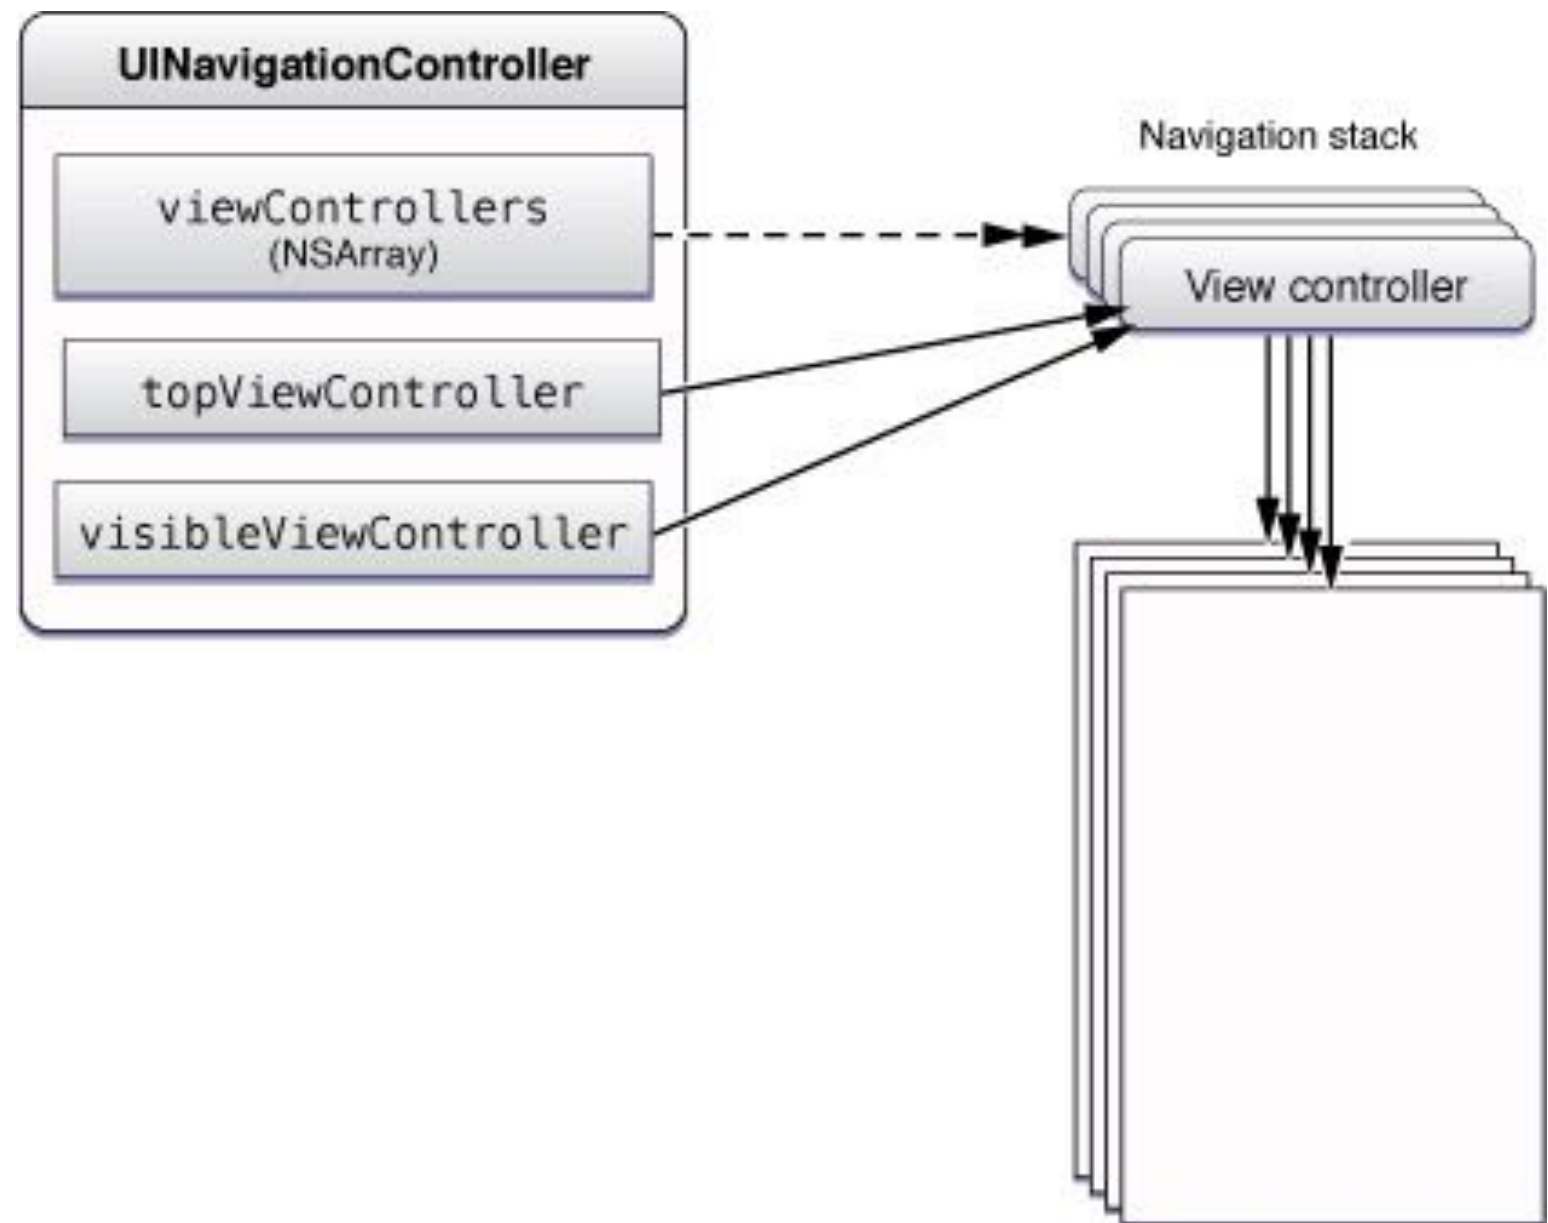 UINavigationController
viewControllers
(NSArray)
topViewController
visibleViewController
Navigation stack
View controller